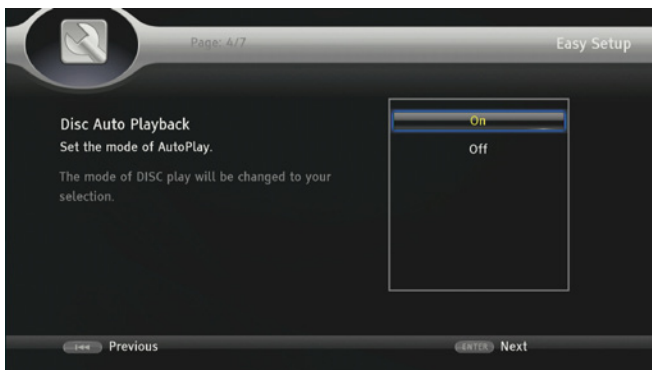 Page: 4/7
Easy Setup
Disc Auto Playback
Set the mode of AutoPlay.
The mode of DISC play will be changed to your
selection.
On
Off
Previous
ENTER Next